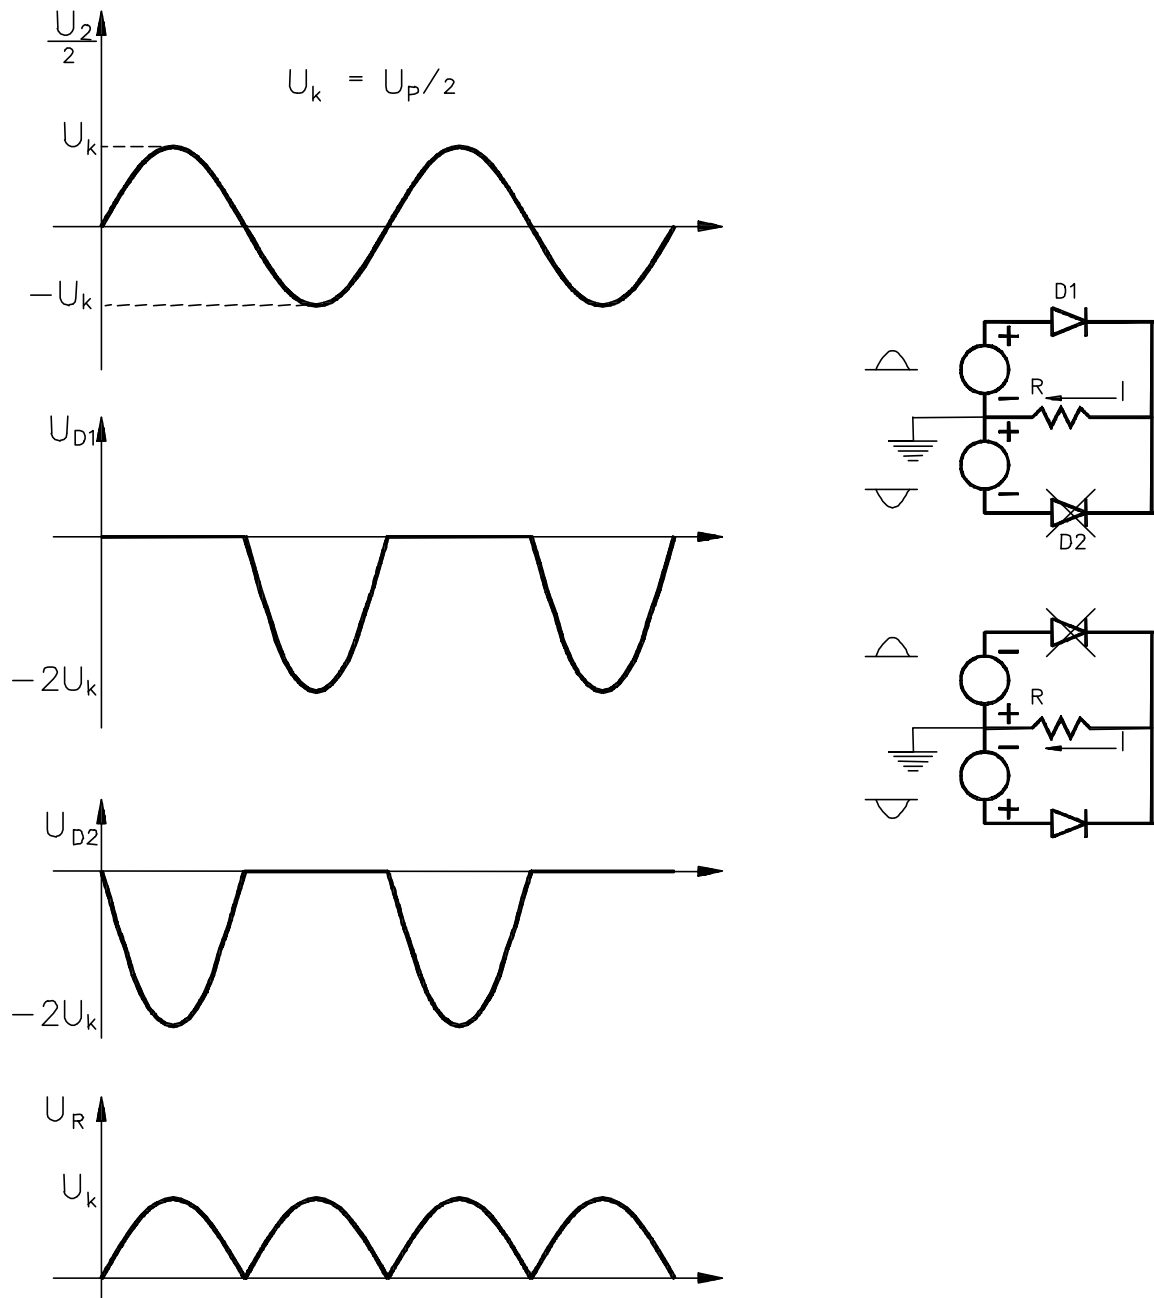 U2/2
Uk = UP/2
Uk
−Uk
UD1
−2Uk
UD2
−2Uk
UR
Uk
D1
+
−
R
I
+
−
D2
−
+
R
−
I
+